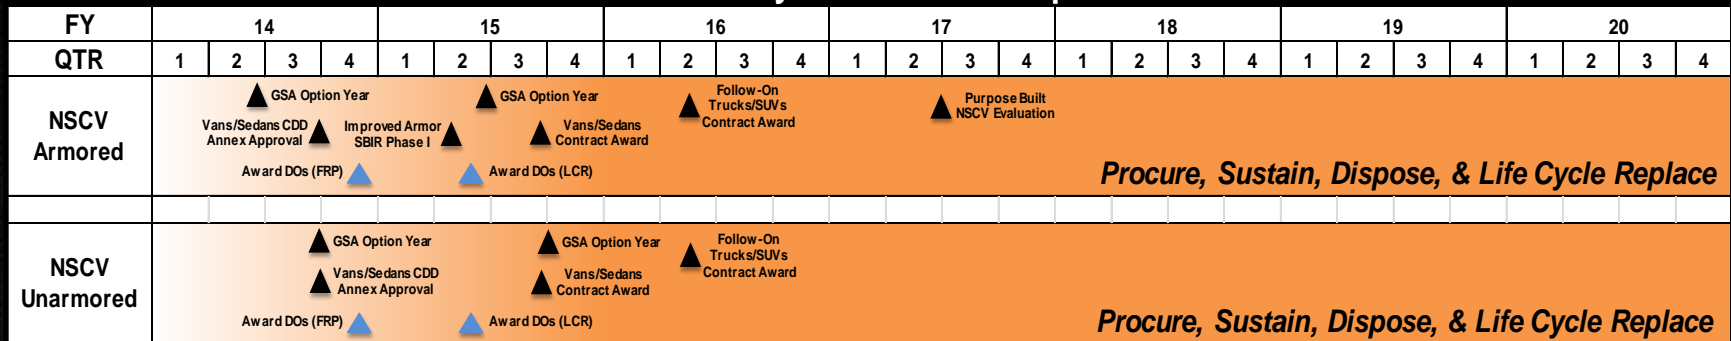 FY 14 15 16 17 18 19 20
QTR 1 2 3 4 1 2 3 4 1 2 3 4 1 2 3 4 1 2 3 4 1 2 3 4 1 2 3 4
NSCV
Armored
GSA Option Year
GSA Option Year
Follow-On
Trucks/SUVs
Contract Award
Purpose Built
NSCV Evaluation
Vans/Sedans CDD
Annex Approval
Improved Armor
SBIR Phase I
Vans/Sedans
Contract Award
Award DOs (FRP)
Award DOs (LCR)
Procure, Sustain, Dispose, & Life Cycle Replace
NSCV
Unarmored
GSA Option Year
GSA Option Year
Follow-On
Trucks/SUVs
Contract Award
Vans/Sedans CDD
Annex Approval
Vans/Sedans
Contract Award
Award DOs (FRP)
Award DOs (LCR)
Procure, Sustain, Dispose, & Life Cycle Replace